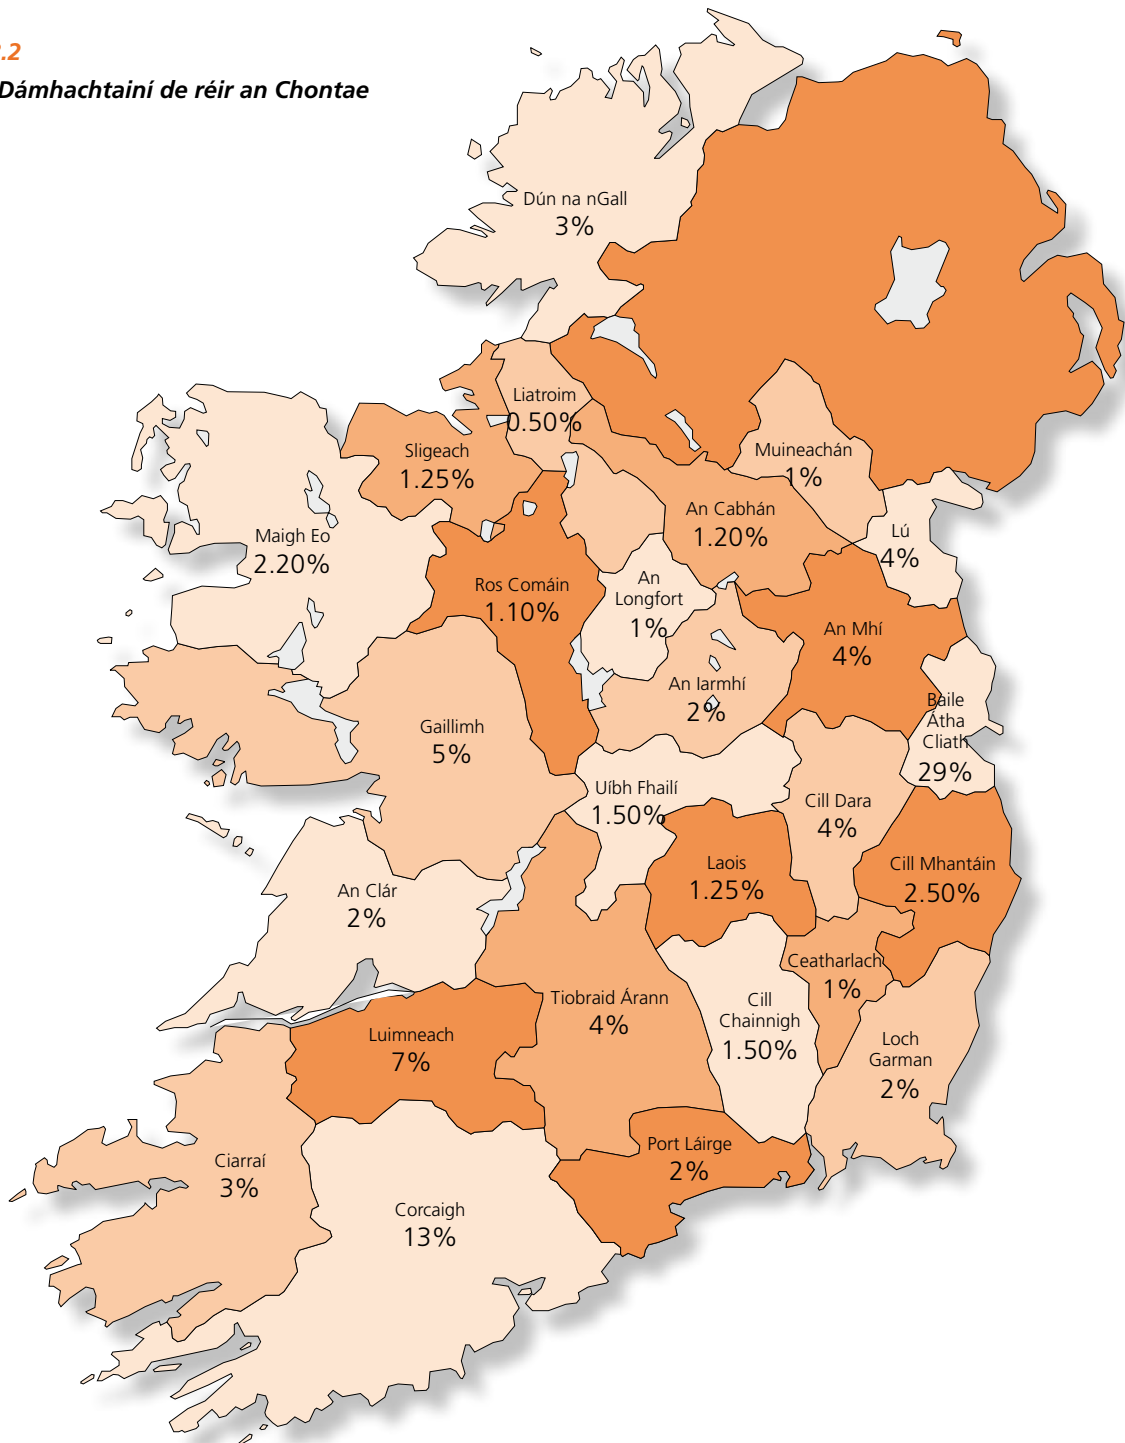 .2
Dámhachtainí de réir an Chontae
Dún na nGall
3%
Liatroim
0.50%
Sligeach
1.25%
Muineachán
1%
An Cabhán
1.20%
Lú
4%
Maigh Eo
2.20%
Ros Comáin
1.10%
An
Longfort
1%
An Mhí
4%
An Iarmhí
2%
Baile
Átha
Cliath
29%
Gaillimh
5%
Uíbh Fhailí
1.50%
Cill Dara
4%
Laois
1.25%
Cill Mhantáin
2.50%
An Clár
2%
Ceatharlach
1%
Tiobraid Árann
4%
Cill
Chainnigh
1.50%
Luimneach
7%
Loch
Garman
2%
Port Láirge
2%
Ciarraí
3%
Corcaigh
13%